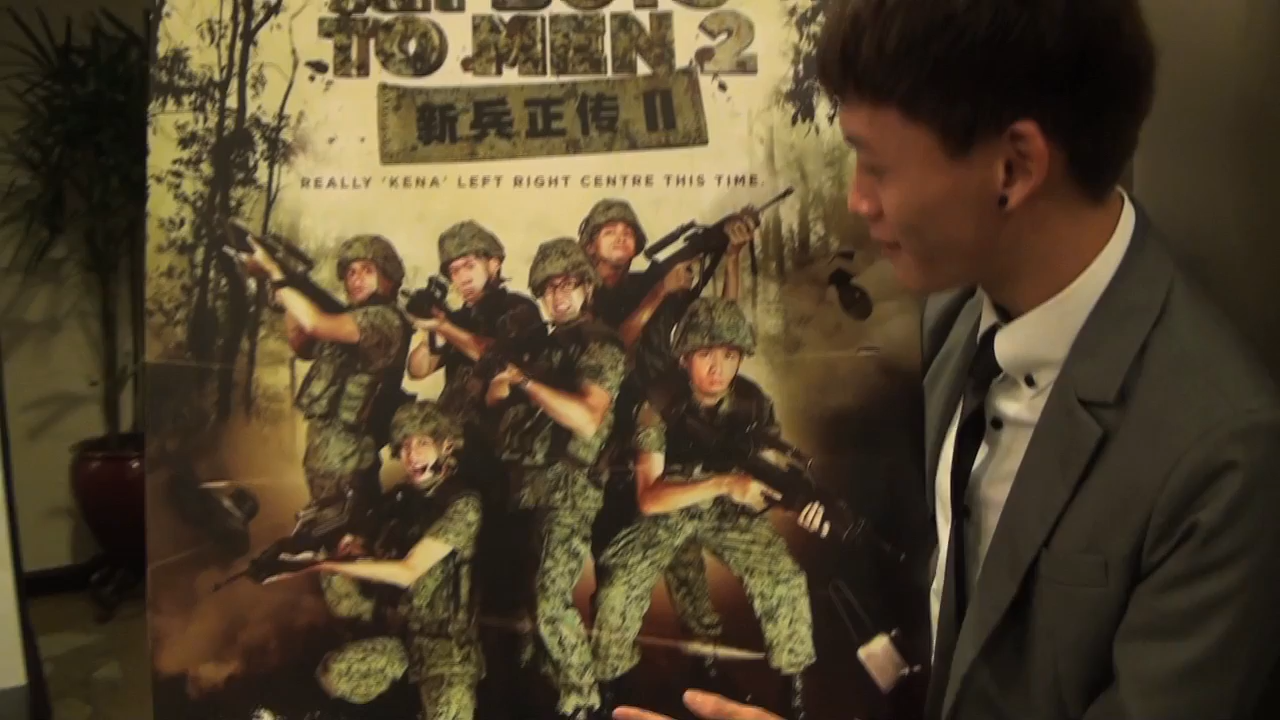 TO MEN 2
新兵正传 II
REALLY 'KENA' LEFT RIGHT CENTRE THIS TIME.